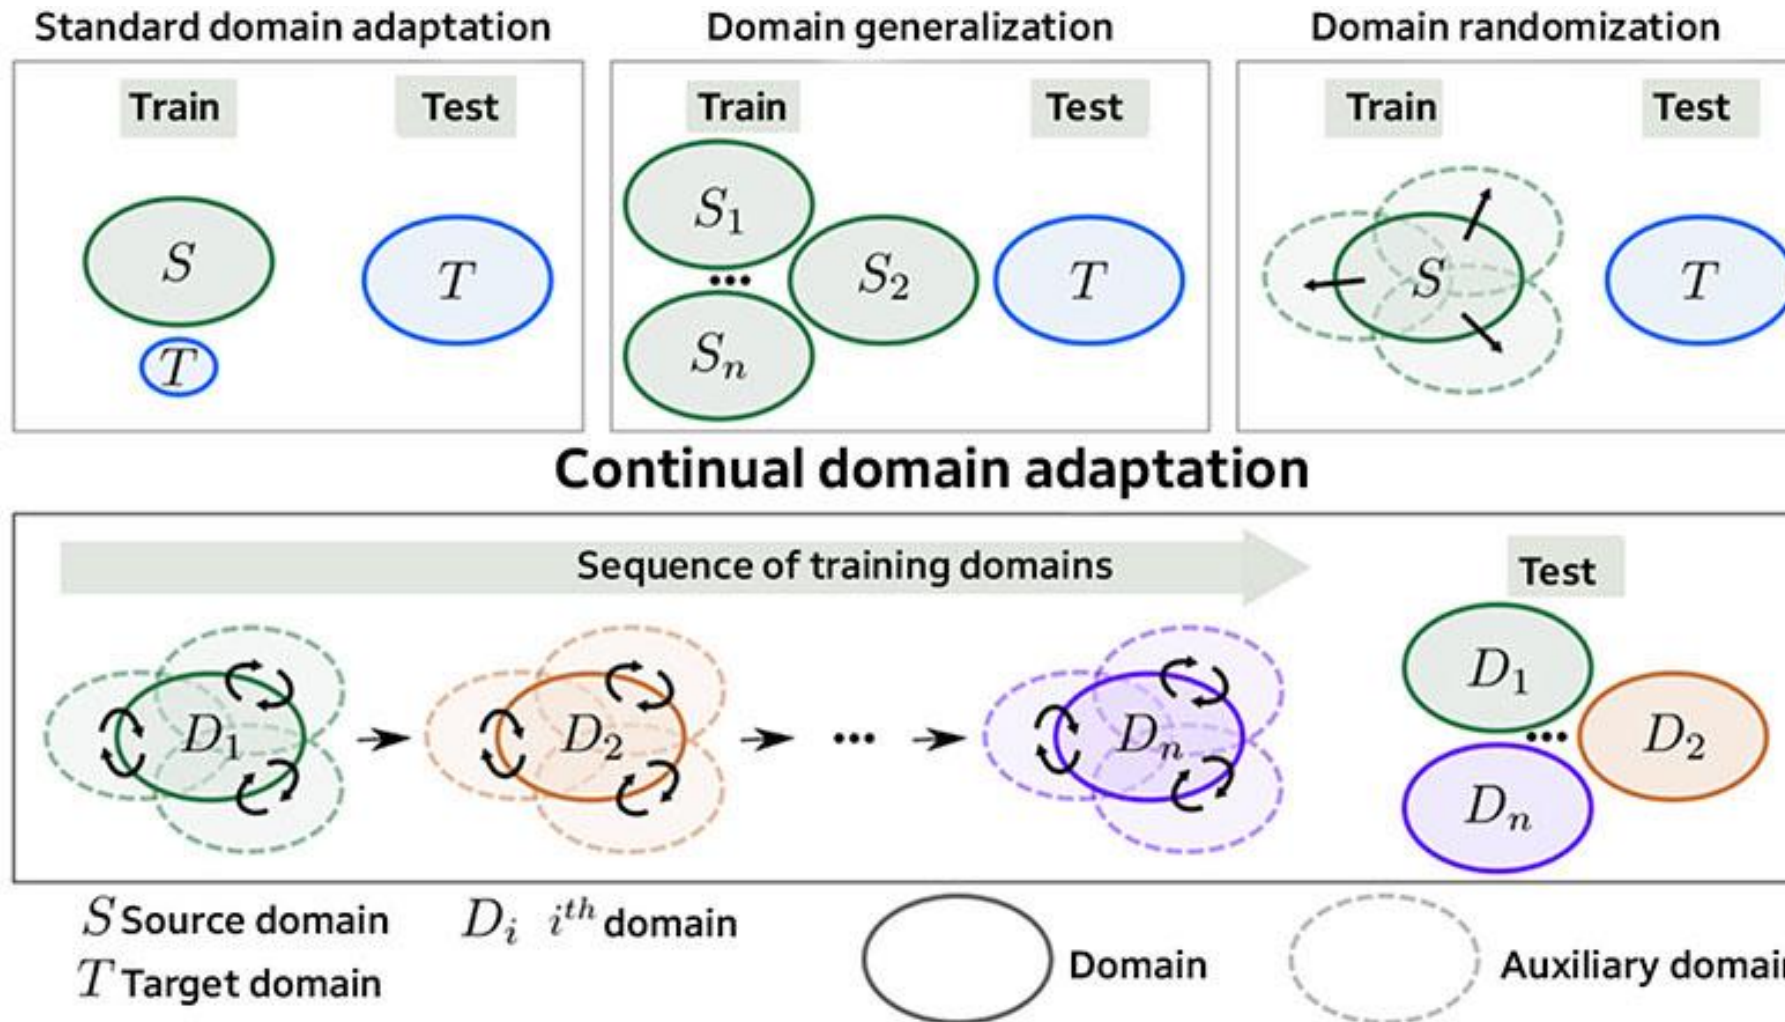 Standard domain adaptation
Domain generalization
Domain randomization
Train
Test
Train
Test
Train
Test
S
T
T
S₁
...
Sₙ
S₂
T
S
T
Continual domain adaptation
Sequence of training domains
Test
D₁
D₂
...
Dₙ
D₁
...
D₂
Dₙ
S Source domain
Dᵢ iᵗʰ domain
T Target domain
Domain
Auxiliary domain